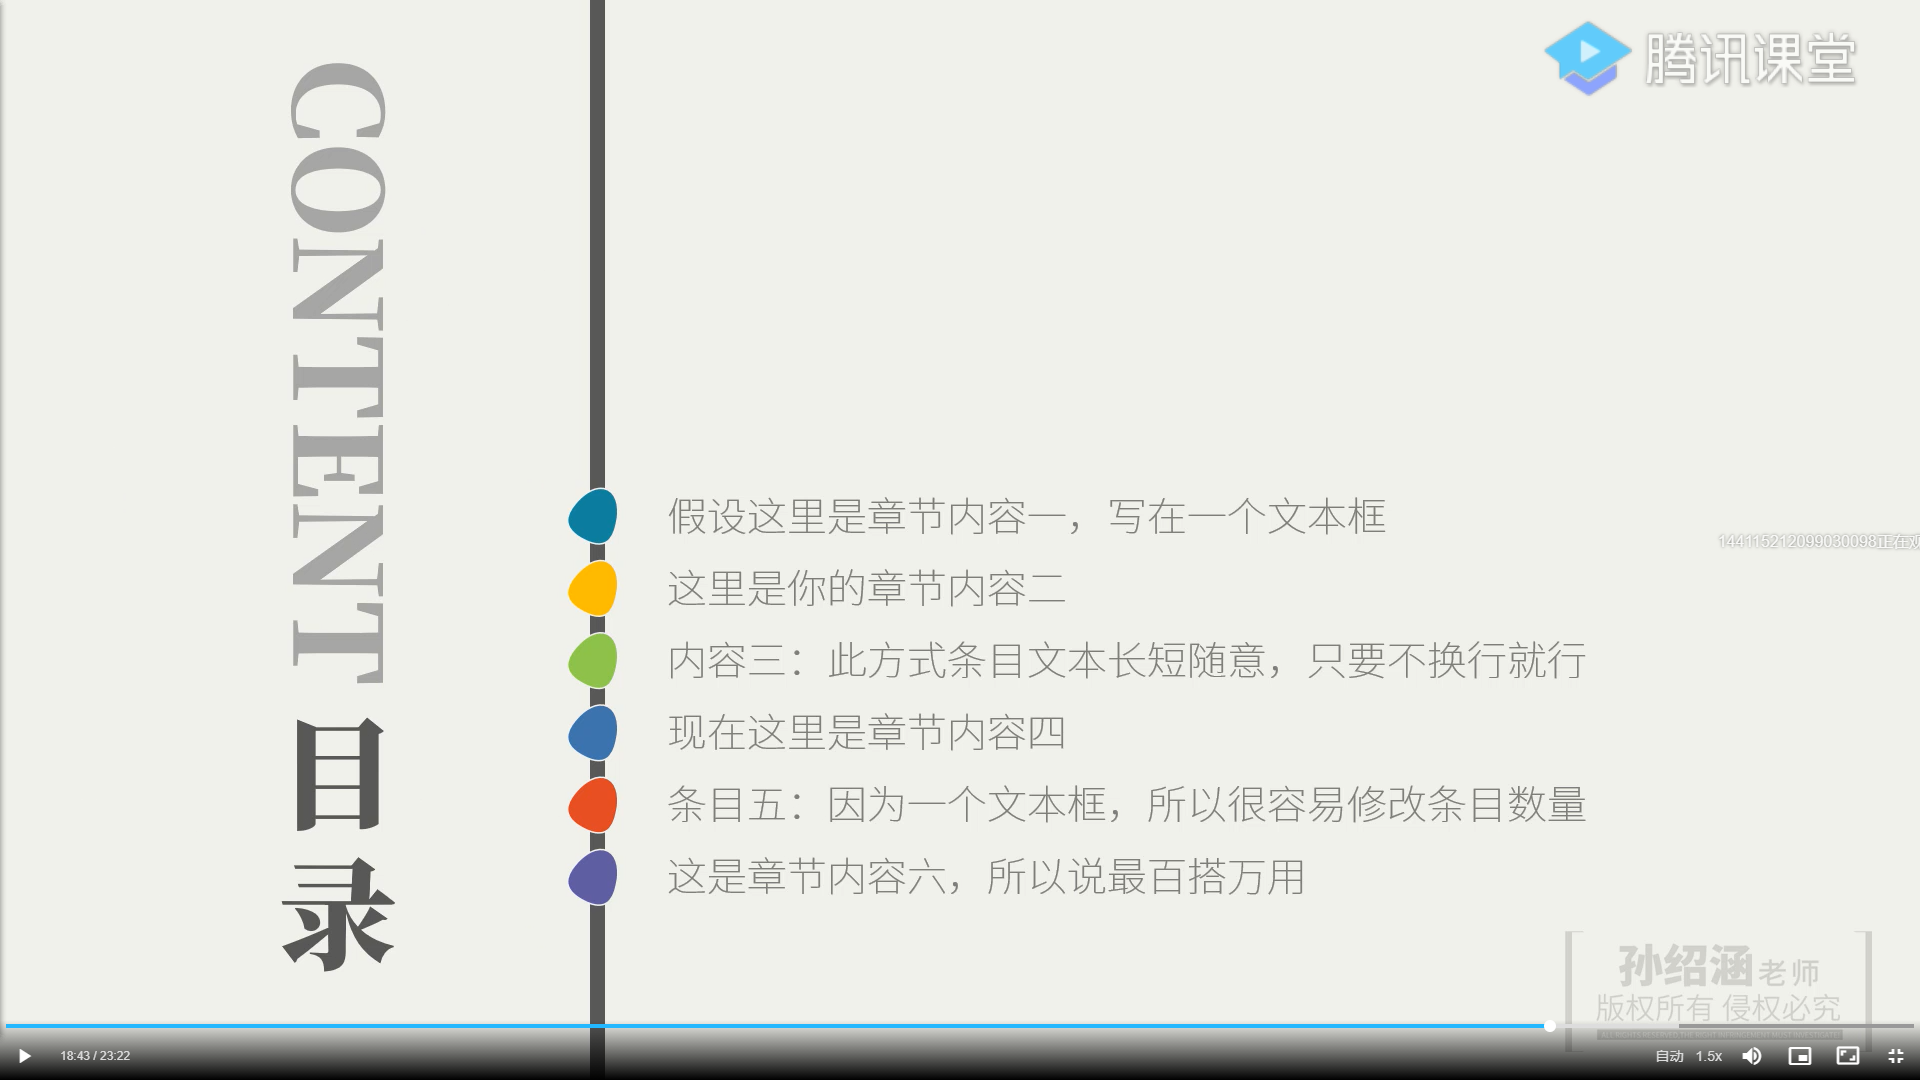 腾讯课堂
CONTENT
目录
假设这里是章节内容一，写在一个文本框
这里是你的章节内容二
内容三：此方式条目文本长短随意，只要不换行就行
现在这里是章节内容四
条目五：因为一个文本框，所以很容易修改条目数量
这是章节内容六，所以说最百搭万用
144115212099030098正在观
孙绍涵老师
版权所有 侵权必究
18:43 / 23:22
自动 1.5x